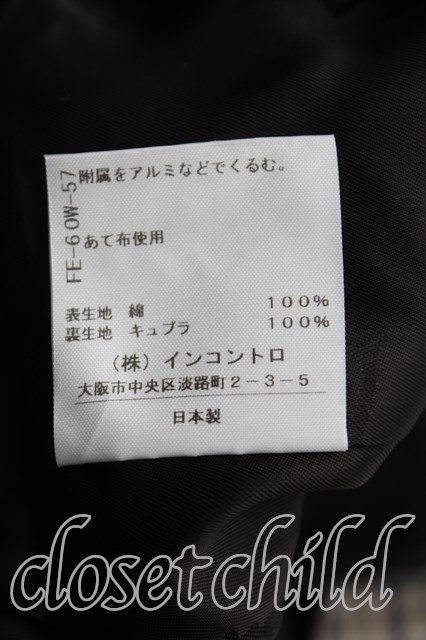 附属をアルミなどでくるむ。
FE-60W-57
あて布使用
表生地 綿 100%
裏生地 キュプラ 100%
(株)インコントロ
大阪市中央区淡路町2-3-5
日本製
closetchild